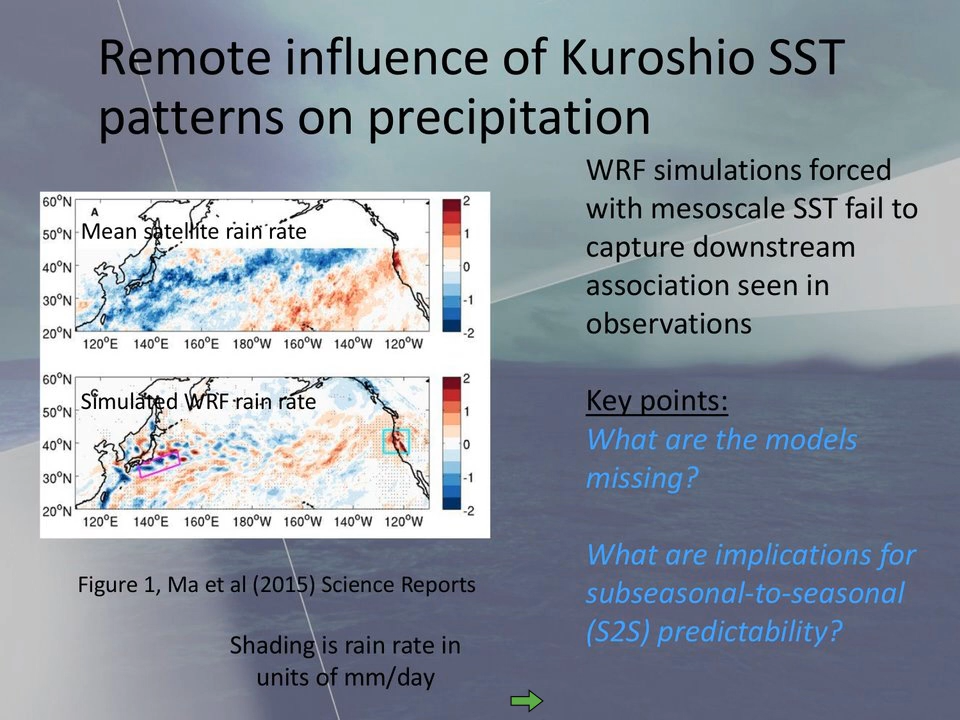 Remote influence of Kuroshio SST
patterns on precipitation
WRF simulations forced
with mesoscale SST fail to
capture downstream
association seen in
observations
Key points:
What are the models
missing?
What are implications for
subseasonal-to-seasonal
(S2S) predictability?
A
Mean satellite rain rate
60°N
50°N
40°N
30°N
20°N
120°E 140°E 160°E 180°W 160°W 140°W 120°W
2
1
0
-1
-2
C
Simulated WRF rain rate
60°N
50°N
40°N
30°N
20°N
120°E 140°E 160°E 180°W 160°W 140°W 120°W
2
1
0
-1
-2
Figure 1, Ma et al (2015) Science Reports
Shading is rain rate in
units of mm/day